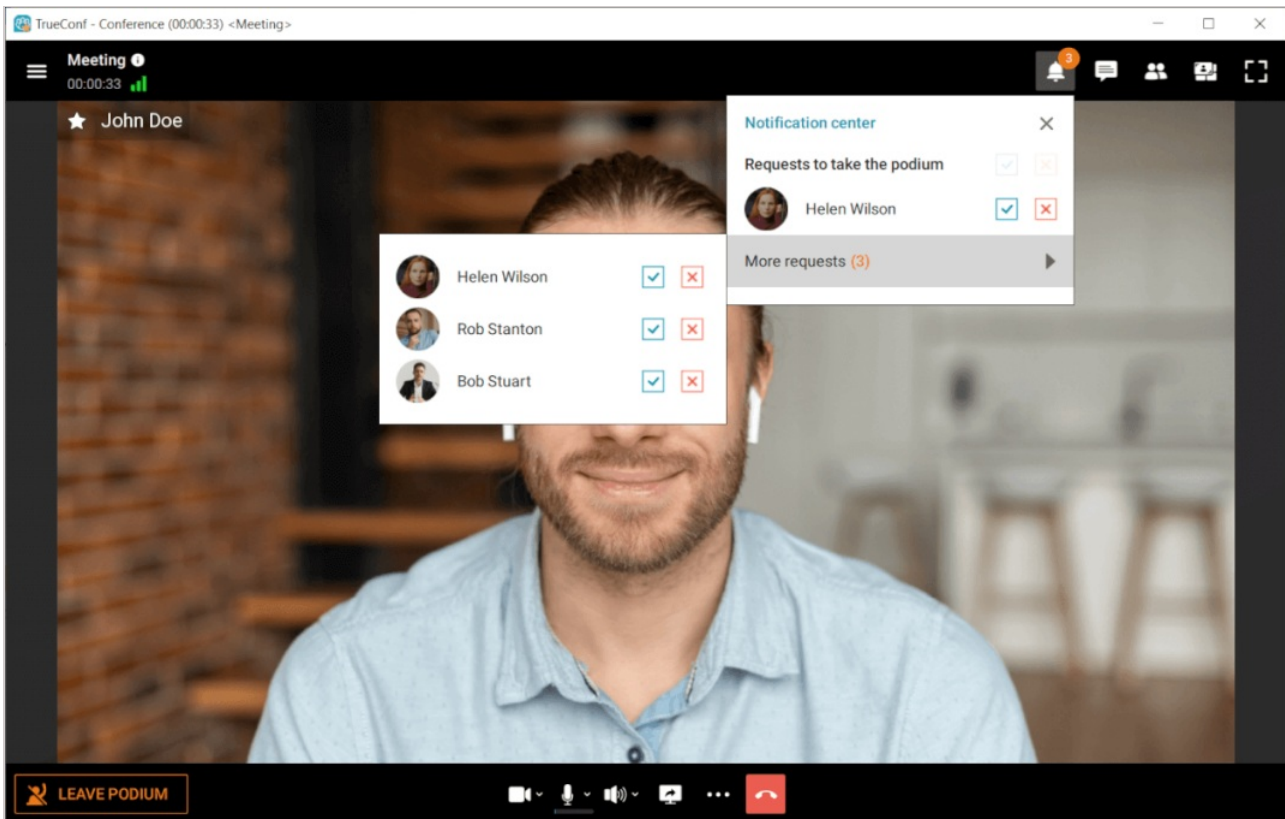 TrueConf - Conference (00:00:33) <Meeting>
Meeting
00:00:33
3
John Doe
Notification center
Requests to take the podium
Helen Wilson
More requests (3)
Helen Wilson
Rob Stanton
Bob Stuart
LEAVE PODIUM